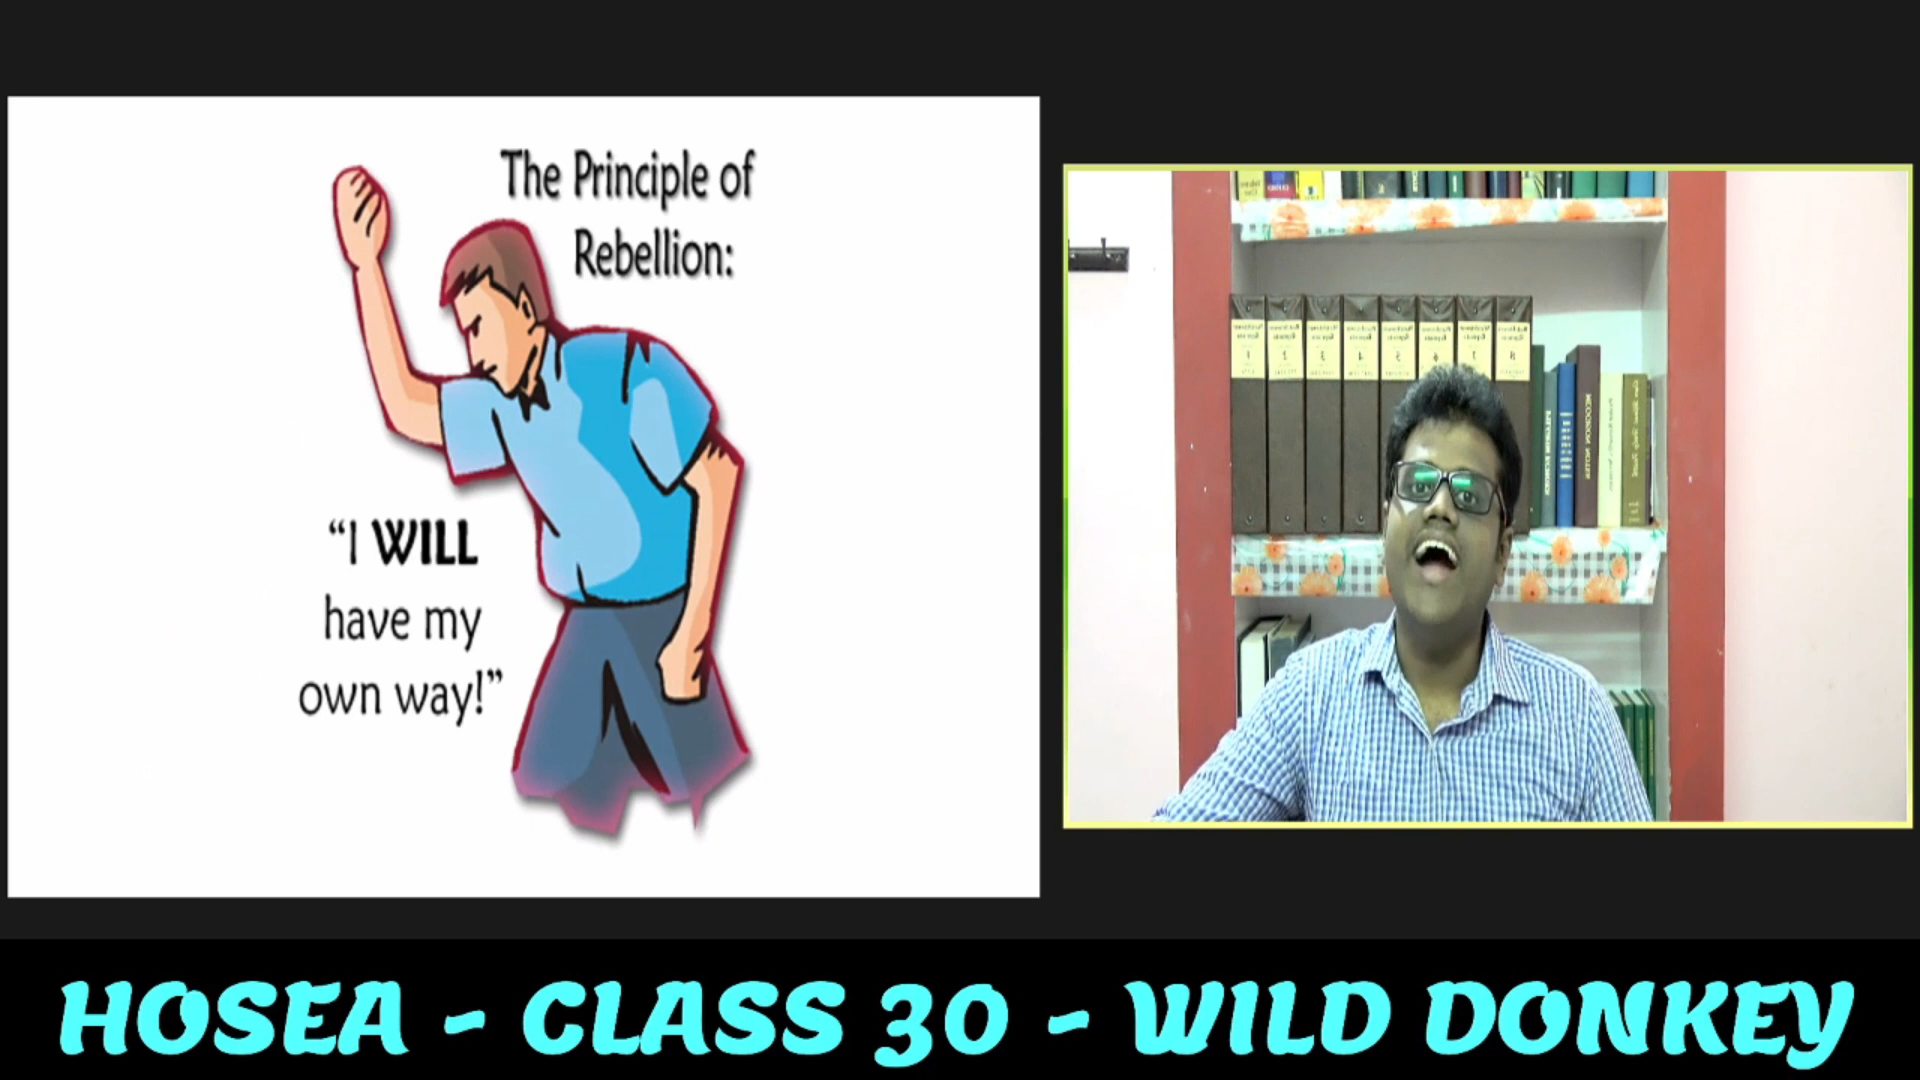 The Principle of
Rebellion:
“I WILL
have my
own way!”
HOSEA - CLASS 30 - WILD DONKEY